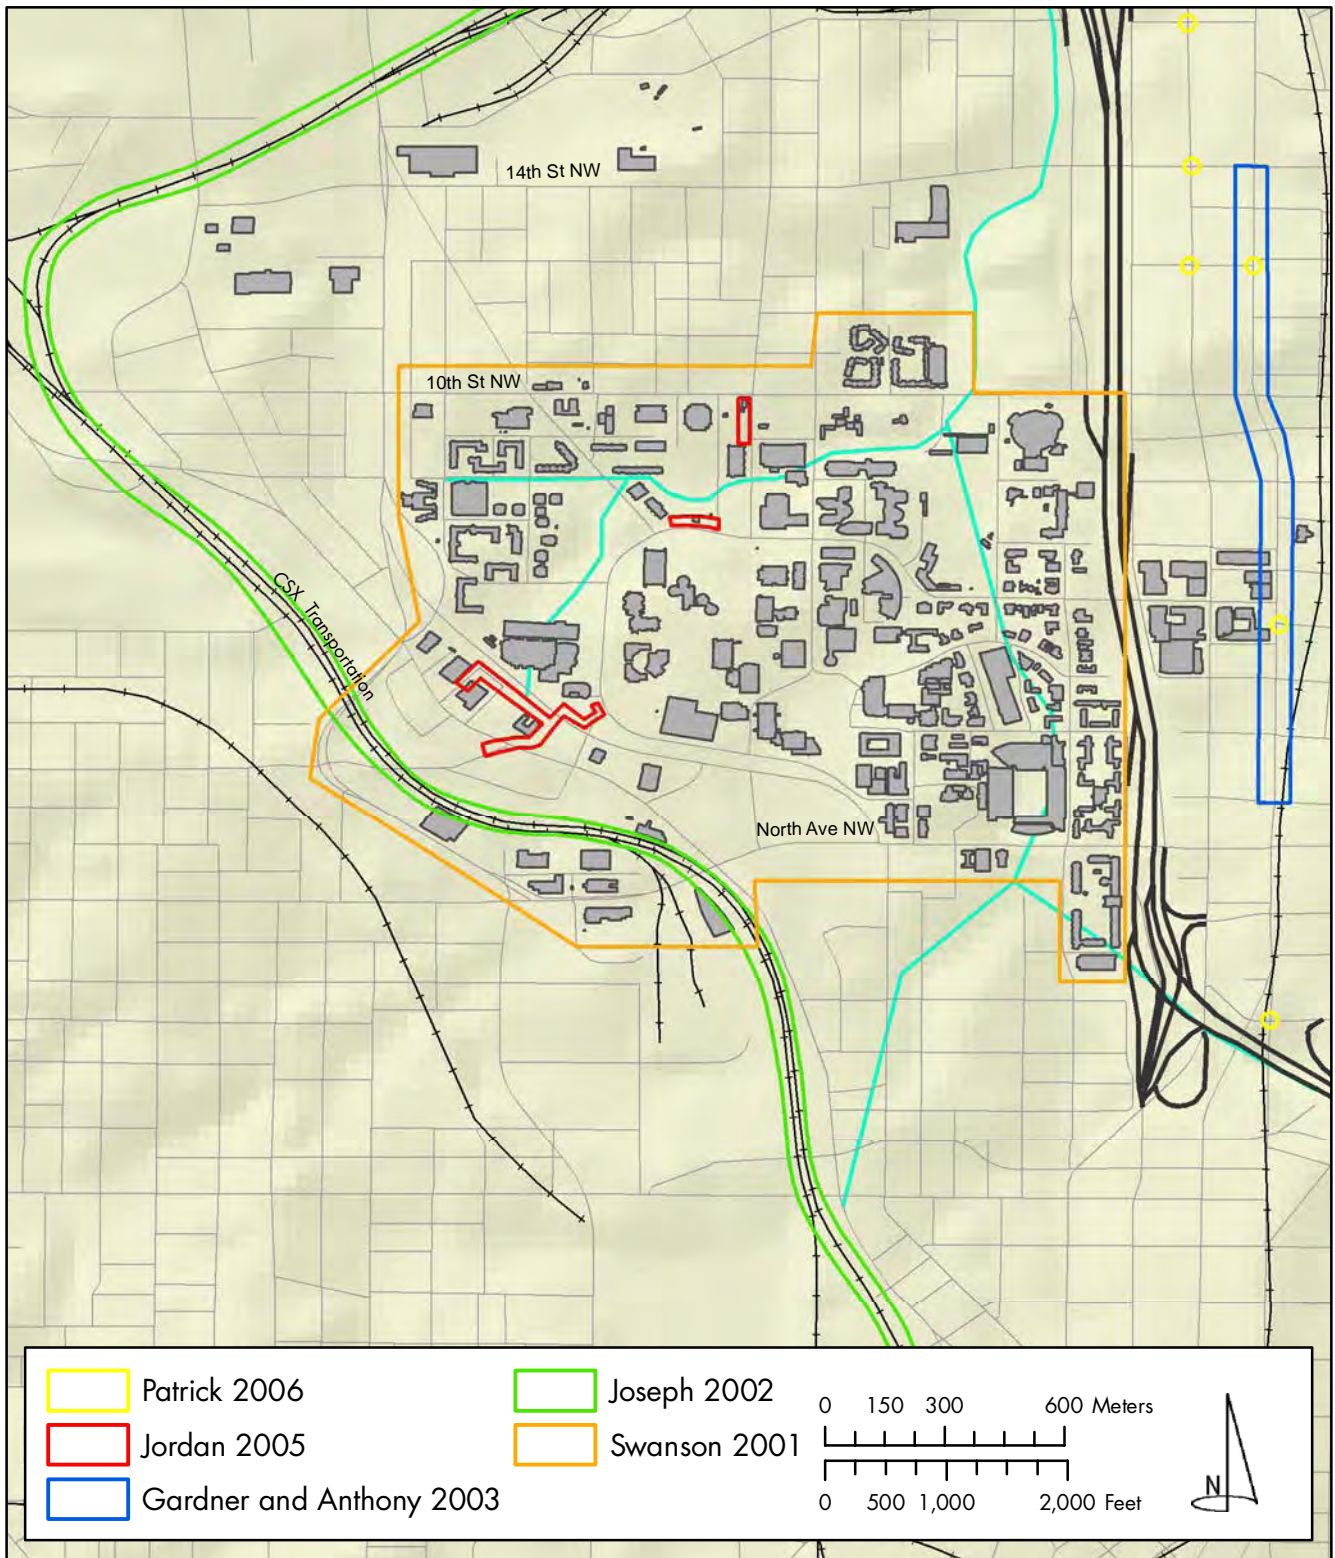 14th St NW
10th St NW
CSX Transportation
North Ave NW
Patrick 2006
Jordan 2005
Gardner and Anthony 2003
Joseph 2002
Swanson 2001
0 150 300 600 Meters
0 500 1,000 2,000 Feet
N